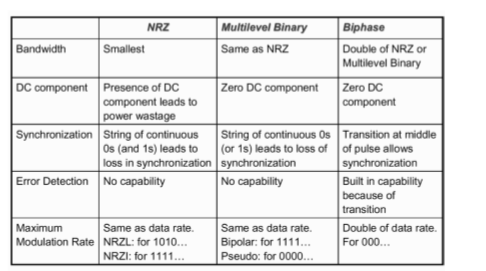 NRZ Multilevel Binary Biphase
Bandwidth Smallest Same as NRZ Double of NRZ or
Multilevel Binary
DC component Presence of DC Zero DC component Zero DC
component leads to component
power wastage
Synchronization String of continuous String of continuous 0s Transition at middle
0s (and 1s) leads to (or 1s) leads to loss of of pulse allows
loss in synchronization synchronization synchronization
Error Detection No capability No capability Built in capability
because of
transition
Maximum Same as data rate. Same as data rate. Double of data rate.
Modulation Rate NRZL: for 1010... Bipolar: for 1111... For 000...
NRZI: for 1111... Pseudo: for 0000...